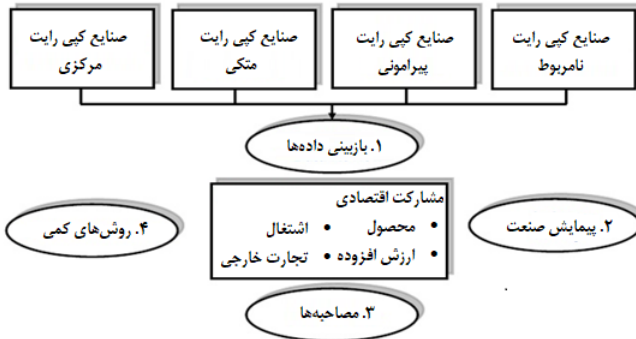 صنایع کپی رایت
نامربوط
صنایع کپی رایت
پیرامونی
صنایع کپی رایت
متکی
صنایع کپی رایت
مرکزی
۱. بازبینی داده‌ها
مشارکت اقتصادی
• محصول • اشتغال
• ارزش افزوده • تجارت خارجی
۲. پیمایش صنعت
۳. مصاحبه‌ها
۴. روش‌های کمی